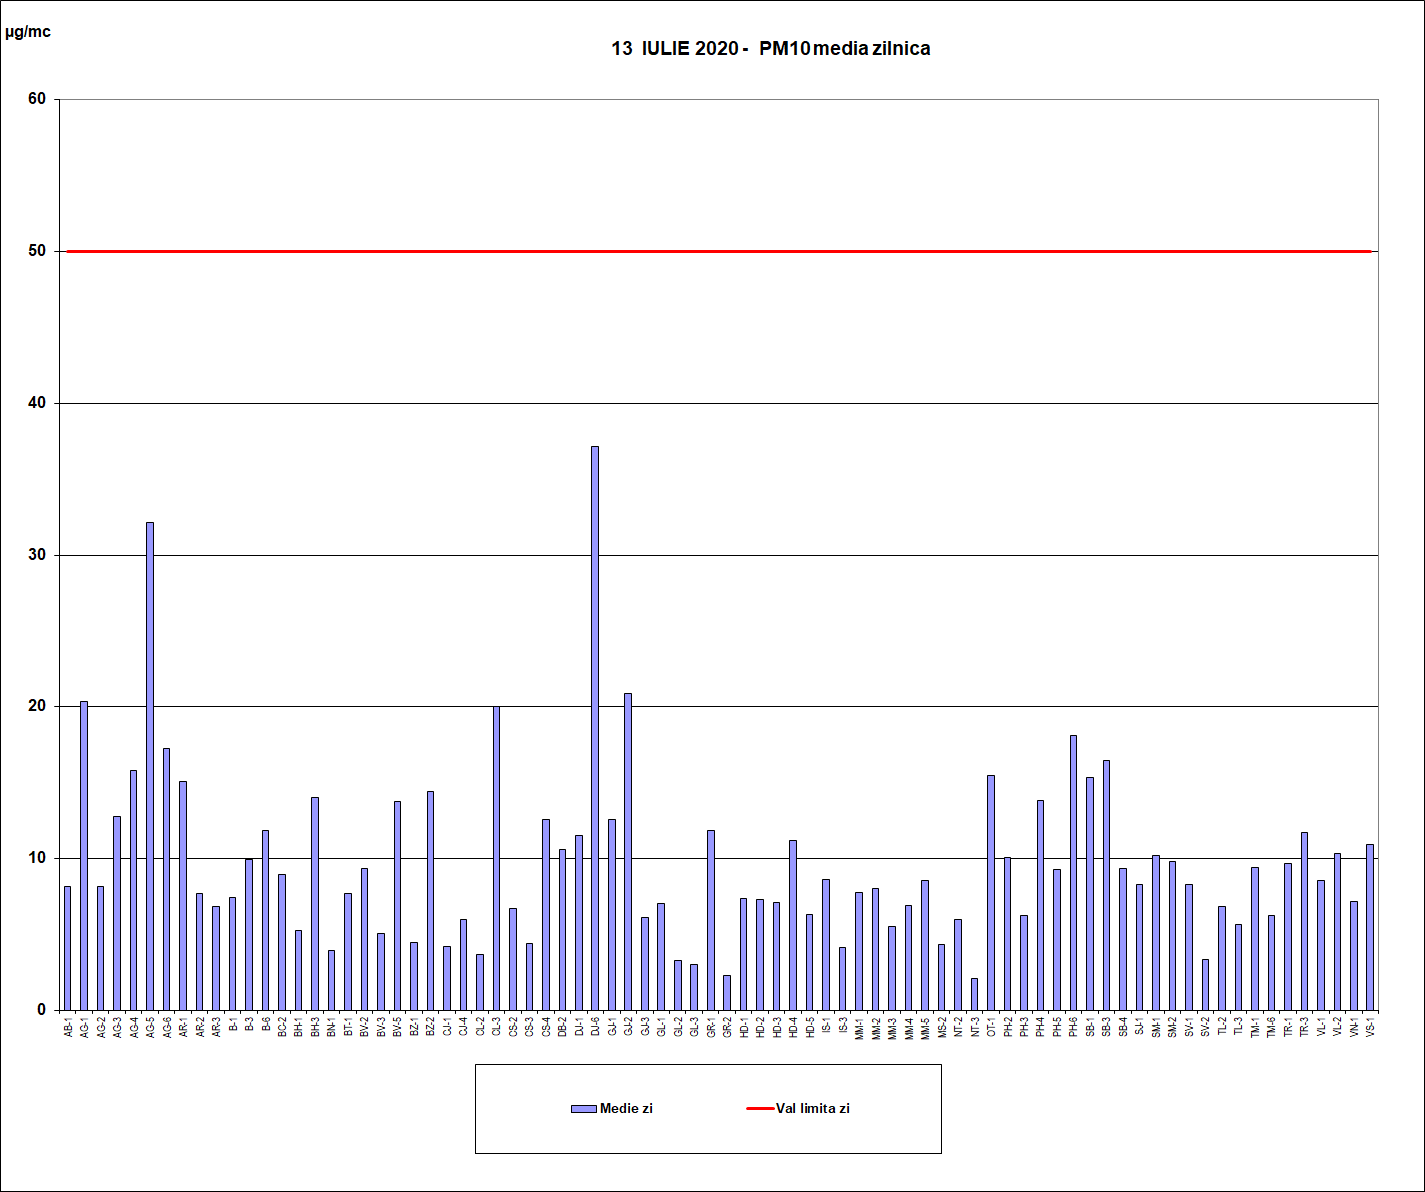 µg/mc
13 IULIE 2020 - PM10 media zilnica
60
50
40
30
20
10
0
AB-1 AG-1 AG-2 AG-3 AG-4 AG-5 AG-6 AR-1 AR-2 AR-3 B-1 B-3 B-6 BC-2 BH-1 BH-3 BN-1 BT-1 BV-2 BV-3 BV-5 BZ-1 BZ-2 CJ-1 CJ-4 CL-2 CL-3 CS-2 CS-3 CS-4 DB-2 DJ-1 DJ-6 GJ-1 GJ-2 GJ-3 GL-1 GL-2 GL-3 GR-1 GR-2 HD-1 HD-2 HD-3 HD-4 HD-5 IS-1 IS-3 MM-1 MM-2 MM-3 MM-4 MM-5 MS-2 NT-2 NT-3 OT-1 PH-2 PH-3 PH-4 PH-5 PH-6 SB-1 SB-3 SB-4 SJ-1 SM-1 SM-2 SV-1 SV-2 TL-2 TL-3 TM-1 TM-6 TR-1 TR-3 VL-1 VL-2 VN-1 VS-1
Medie zi Val limita zi